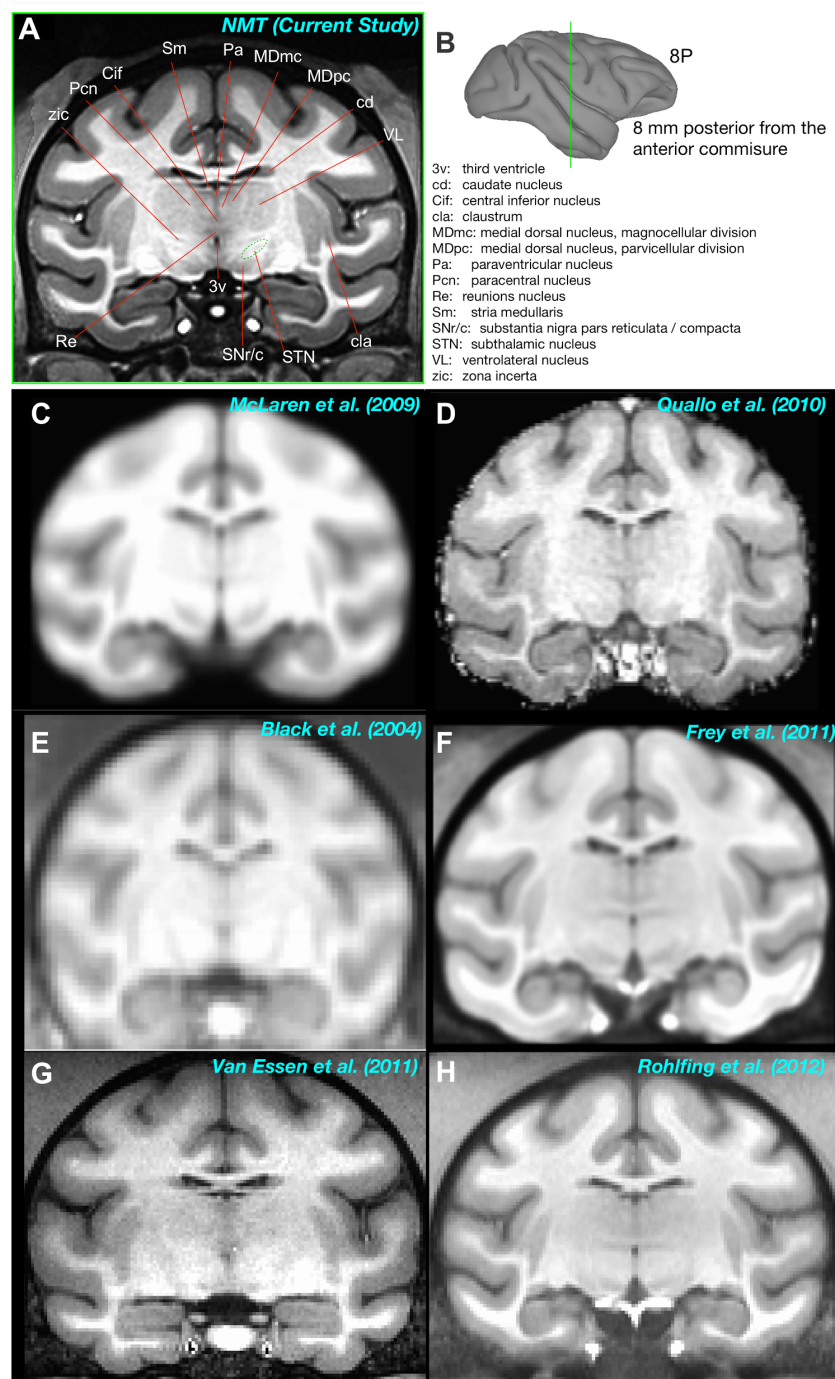 A
NMT (Current Study)
Sm
Pa
MDmc
Cif
MDpc
Pcn
cd
zic
VL
3v
Re
SNr/c
STN
cla
B
8P
8 mm posterior from the
anterior commisure
3v: third ventricle
cd: caudate nucleus
Cif: central inferior nucleus
cla: claustrum
MDmc: medial dorsal nucleus, magnocellular division
MDpc: medial dorsal nucleus, parvicellular division
Pa: paraventricular nucleus
Pcn: paracentral nucleus
Re: reunions nucleus
Sm: stria medullaris
SNr/c: substantia nigra pars reticulata / compacta
STN: subthalamic nucleus
VL: ventrolateral nucleus
zic: zona incerta
C
McLaren et al. (2009)
D
Quallo et al. (2010)
E
Black et al. (2004)
F
Frey et al. (2011)
G
Van Essen et al. (2011)
H
Rohlfing et al. (2012)